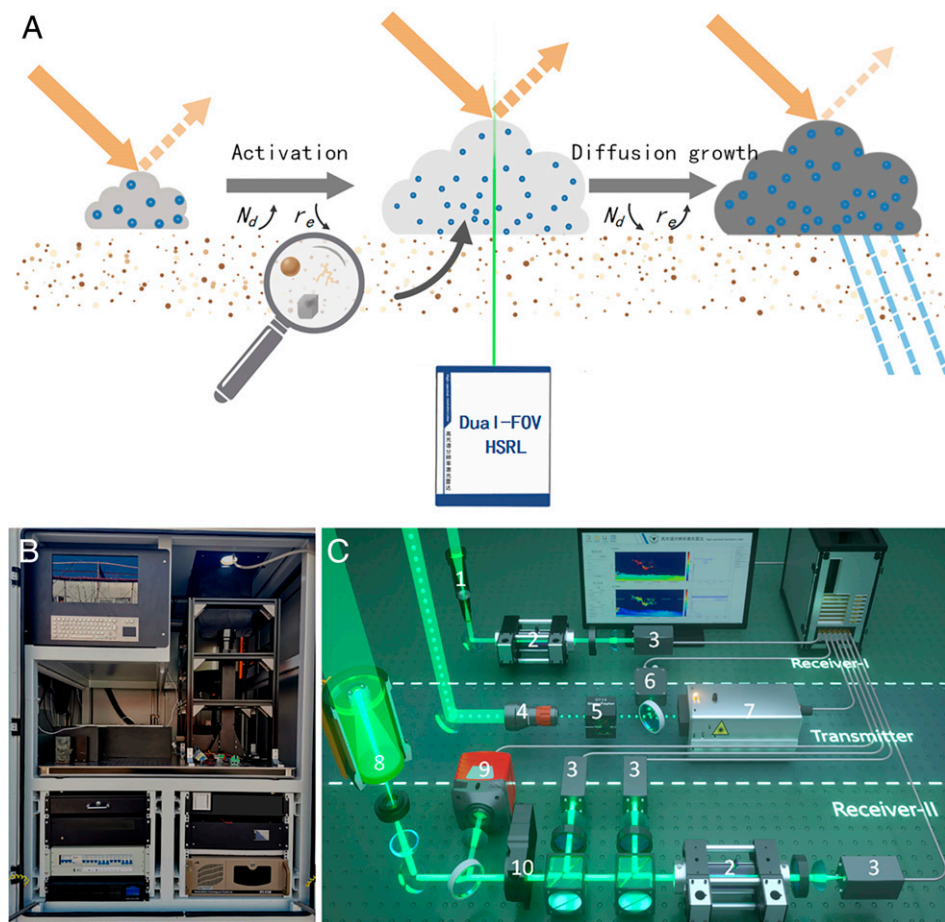 A
Activation
Diffusion growth
N_d r_e
N_d r_e
Dual-FOV
HSRL
B
C
1
2
3
Receiver-I
6
4
5
7
Transmitter
8
9
3
3
Receiver-II
10
2
3